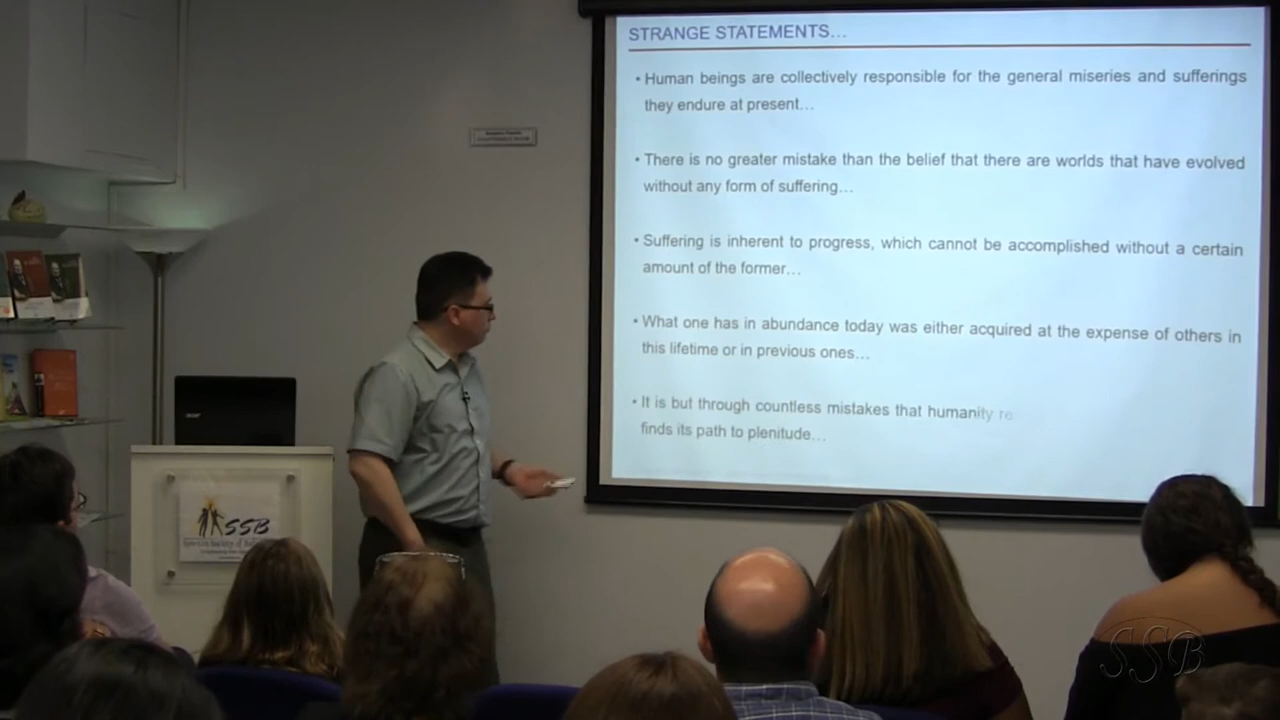 STRANGE STATEMENTS…
• Human beings are collectively responsible for the general miseries and sufferings
they endure at present…
• There is no greater mistake than the belief that there are worlds that have evolved
without any form of suffering…
• Suffering is inherent to progress, which cannot be accomplished without a certain
amount of the former…
• What one has in abundance today was either acquired at the expense of others in
this lifetime or in previous ones…
• It is but through countless mistakes that humanity re
finds its path to plenitude…
acer
SSB
SSB